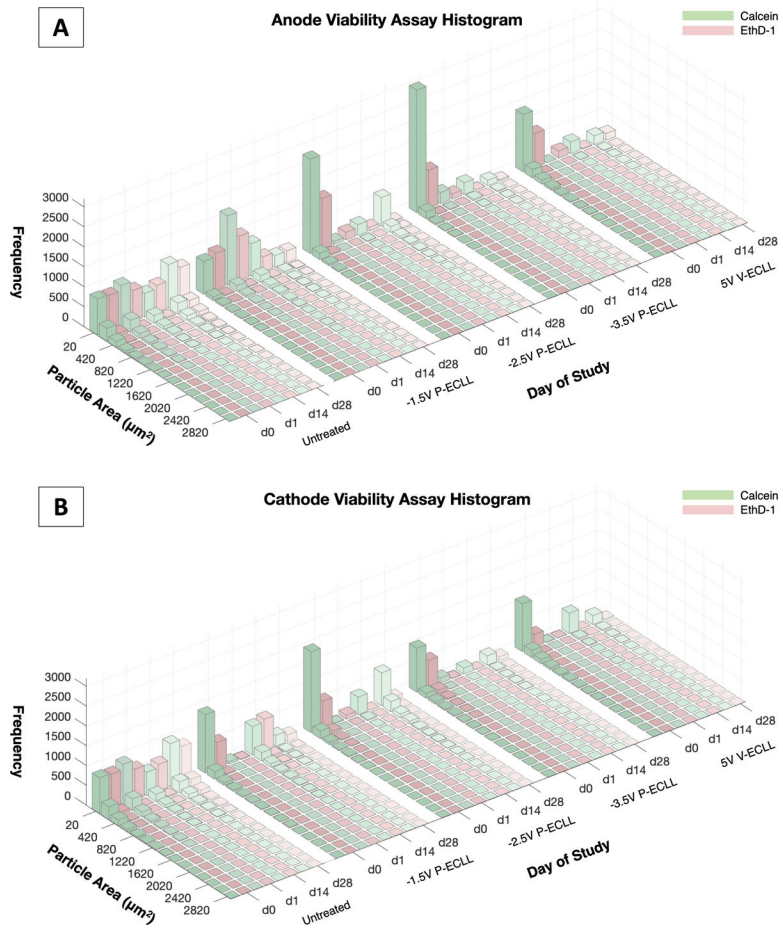 A
Anode Viability Assay Histogram
Calcein
EthD-1
Frequency
3000
2500
2000
1500
1000
500
0
20
420
820
1220
1620
2020
2420
2820
Particle Area (μm²)
d0
d1
d14
d28
Untreated
d0
d1
d14
d28
-1.5V P-ECLL
d0
d1
d14
d28
-2.5V P-ECLL
d0
d1
d14
d28
-3.5V P-ECLL
d0
d1
d14
d28
5V V-ECLL
Day of Study
B
Cathode Viability Assay Histogram
Calcein
EthD-1
Frequency
3000
2500
2000
1500
1000
500
0
20
420
820
1220
1620
2020
2420
2820
Particle Area (μm²)
d0
d1
d14
d28
Untreated
d0
d1
d14
d28
-1.5V P-ECLL
d0
d1
d14
d28
-2.5V P-ECLL
d0
d1
d14
d28
-3.5V P-ECLL
d0
d1
d14
d28
5V V-ECLL
Day of Study